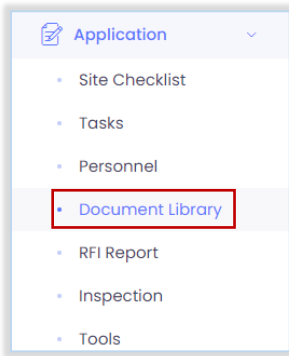 Application
Site Checklist
Tasks
Personnel
Document Library
RFI Report
Inspection
Tools